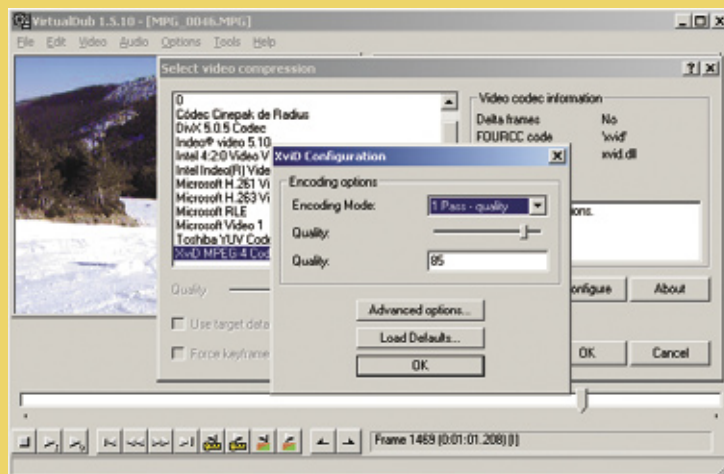 VirtualDub 1.5.10 - [MPG_0046.MPG]
File Edit Video Audio Options Tools Help
Select video compression
0
Códec Cinepak de Radius
DivX 5.0.5 Codec
Indeo® video 5.10
Intel 4:2:0 Video V
Intel Indeo(R) Vide
Microsoft H.261 Vi
Microsoft H.263 Vi
Microsoft RLE
Microsoft Video 1
Toshiba YUV Code
XviD MPEG-4 Cod
Quality
Use target data
Force keyframe
Video codec information
Delta frames No
FOURCC code 'xvid'
xvid.dll
ons.
onfigure About
OK Cancel
XviD Configuration
Encoding options
Encoding Mode: 1 Pass - quality
Quality:
Quality: 85
Advanced options...
Load Defaults...
OK
Frame 1469 (0:01:01.208) [I]